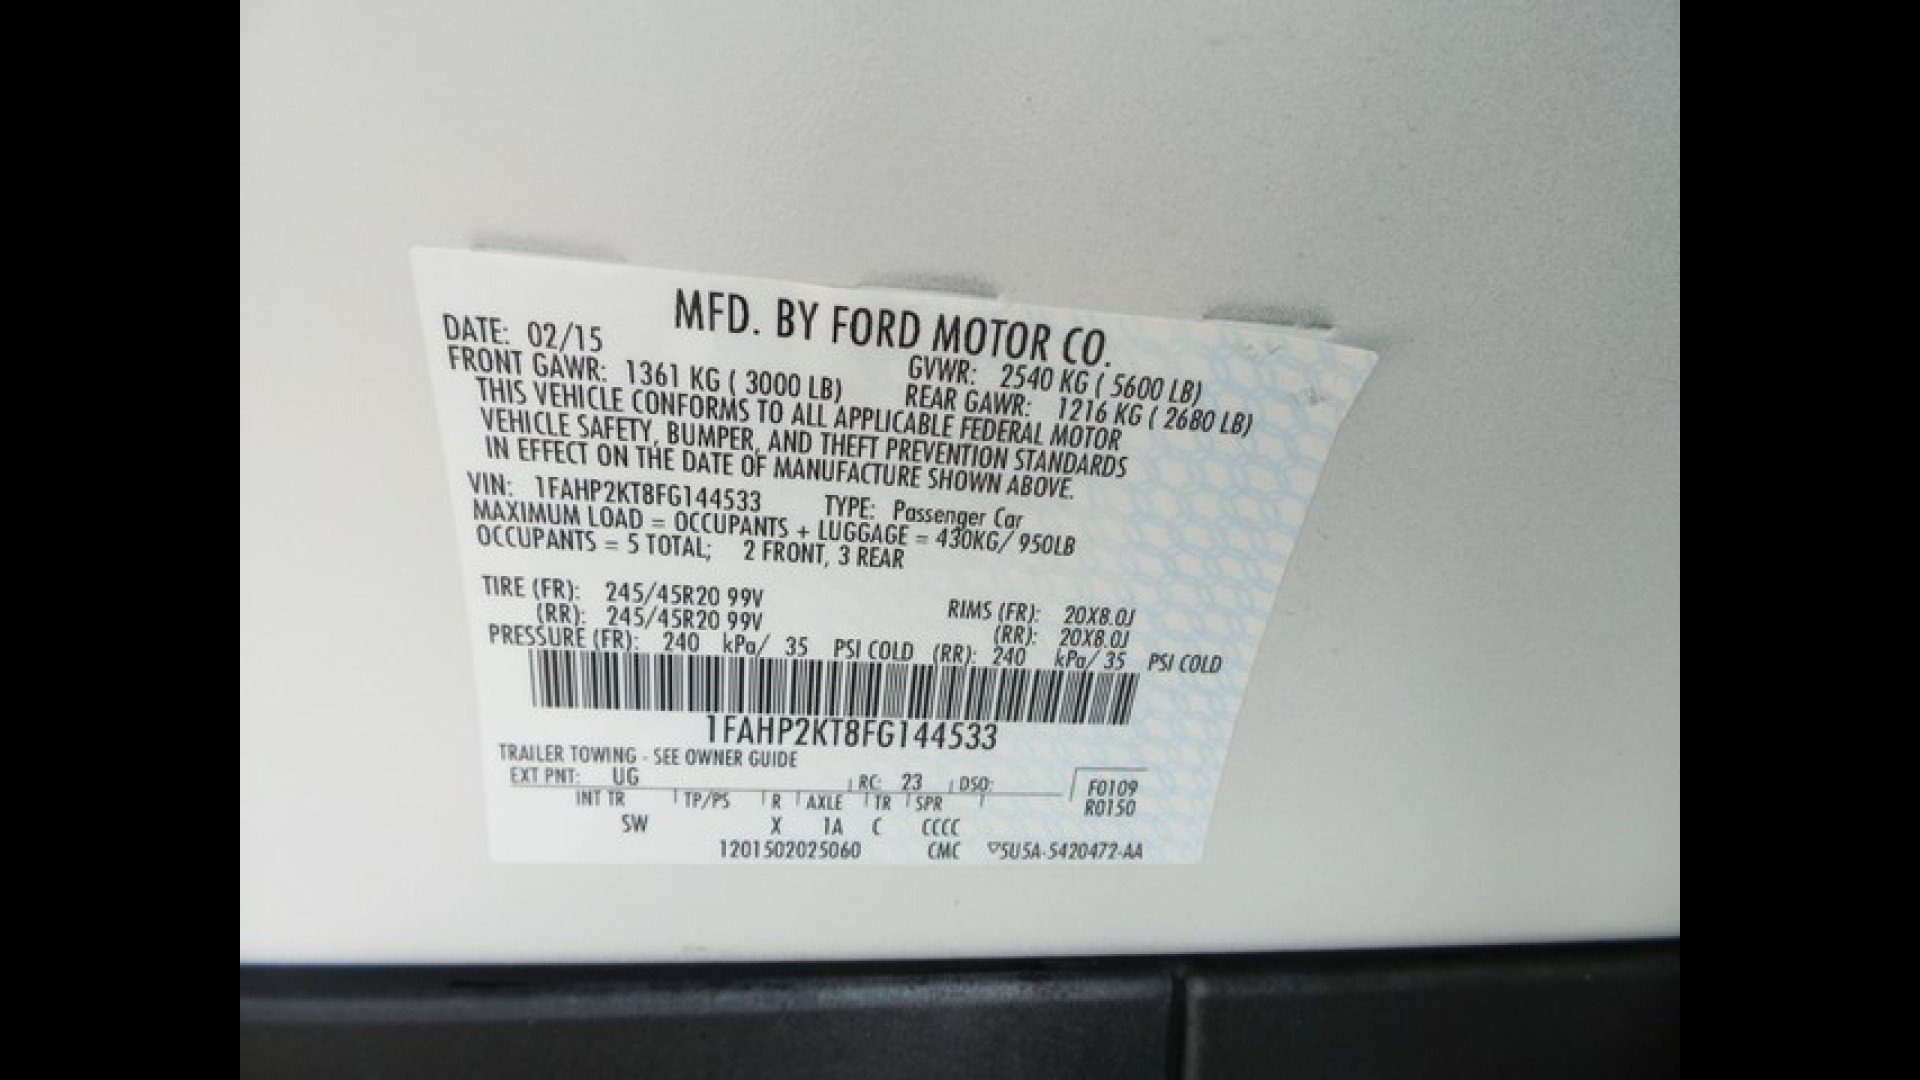 MFD. BY FORD MOTOR CO.
DATE: 02/15 GVWR: 2540 KG ( 5600 LB)
FRONT GAWR: 1361 KG ( 3000 LB) REAR GAWR: 1216 KG ( 2680 LB)
THIS VEHICLE CONFORMS TO ALL APPLICABLE FEDERAL MOTOR
VEHICLE SAFETY, BUMPER, AND THEFT PREVENTION STANDARDS
IN EFFECT ON THE DATE OF MANUFACTURE SHOWN ABOVE.
VIN: 1FAHP2KT8FG144533 TYPE: Passenger Car
MAXIMUM LOAD = OCCUPANTS + LUGGAGE = 430KG/ 950LB
OCCUPANTS = 5 TOTAL; 2 FRONT, 3 REAR
TIRE (FR): 245/45R20 99V RIMS (FR): 20X8.0J
(RR): 245/45R20 99V (RR): 20X8.0J
PRESSURE (FR): 240 kPa/ 35 PSI COLD (RR): 240 kPa/ 35 PSI COLD
1FAHP2KT8FG144533
TRAILER TOWING - SEE OWNER GUIDE
EXT PNT: UG RC: 23 DSO: F0109
INT TR TP/PS R AXLE TR SPR R0150
SW X 1A C CCCC
1201502025060 CMC 5U5A-5420472-AA